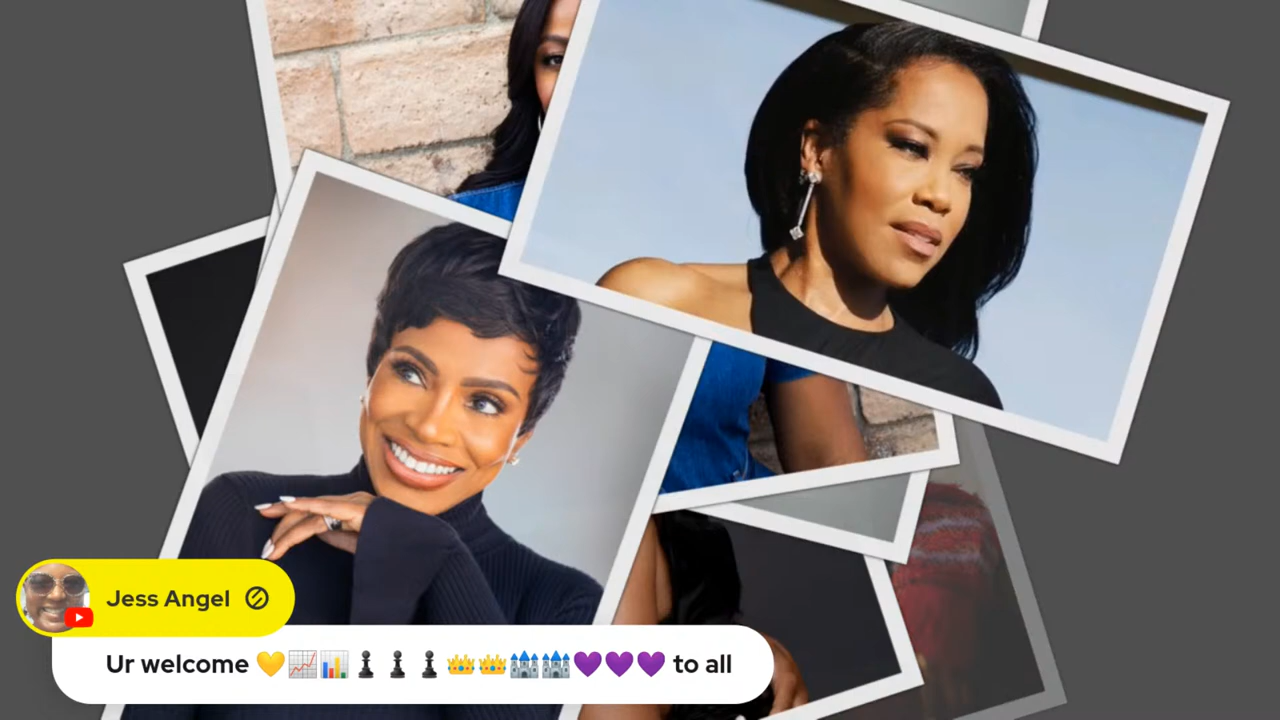 Jess Angel
Ur welcome 💛📈📊♟♟♟👑👑🏰🏰💜💜💜 to all